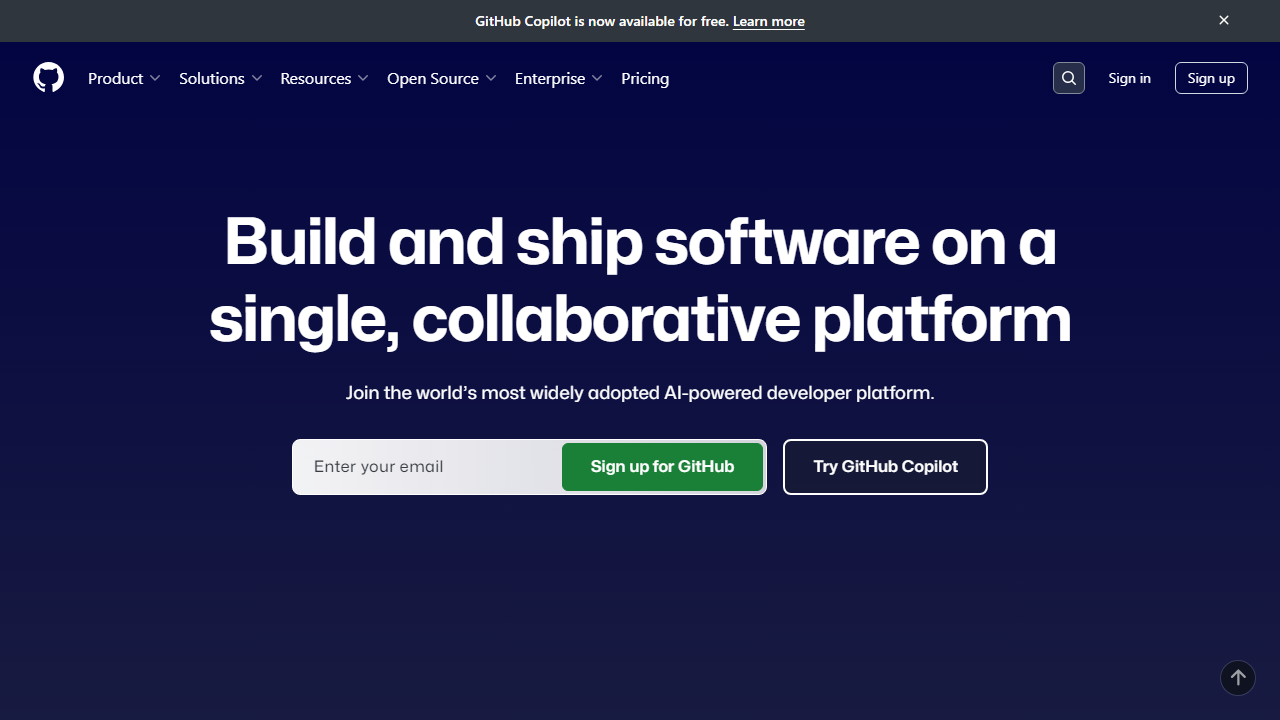 GitHub Copilot is now available for free. Learn more
Product Solutions Resources Open Source Enterprise Pricing Sign in Sign up
Build and ship software on a
single, collaborative platform
Join the world’s most widely adopted AI-powered developer platform.
Enter your email Sign up for GitHub Try GitHub Copilot